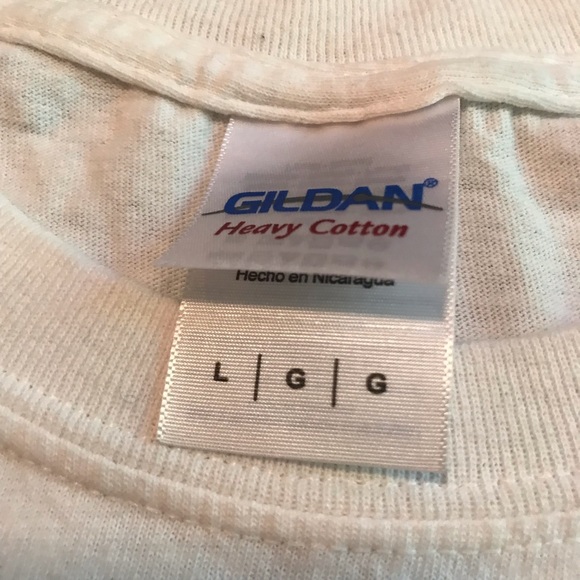 GILDAN®
Heavy Cotton
Hecho en Nicaragua
L | G | G